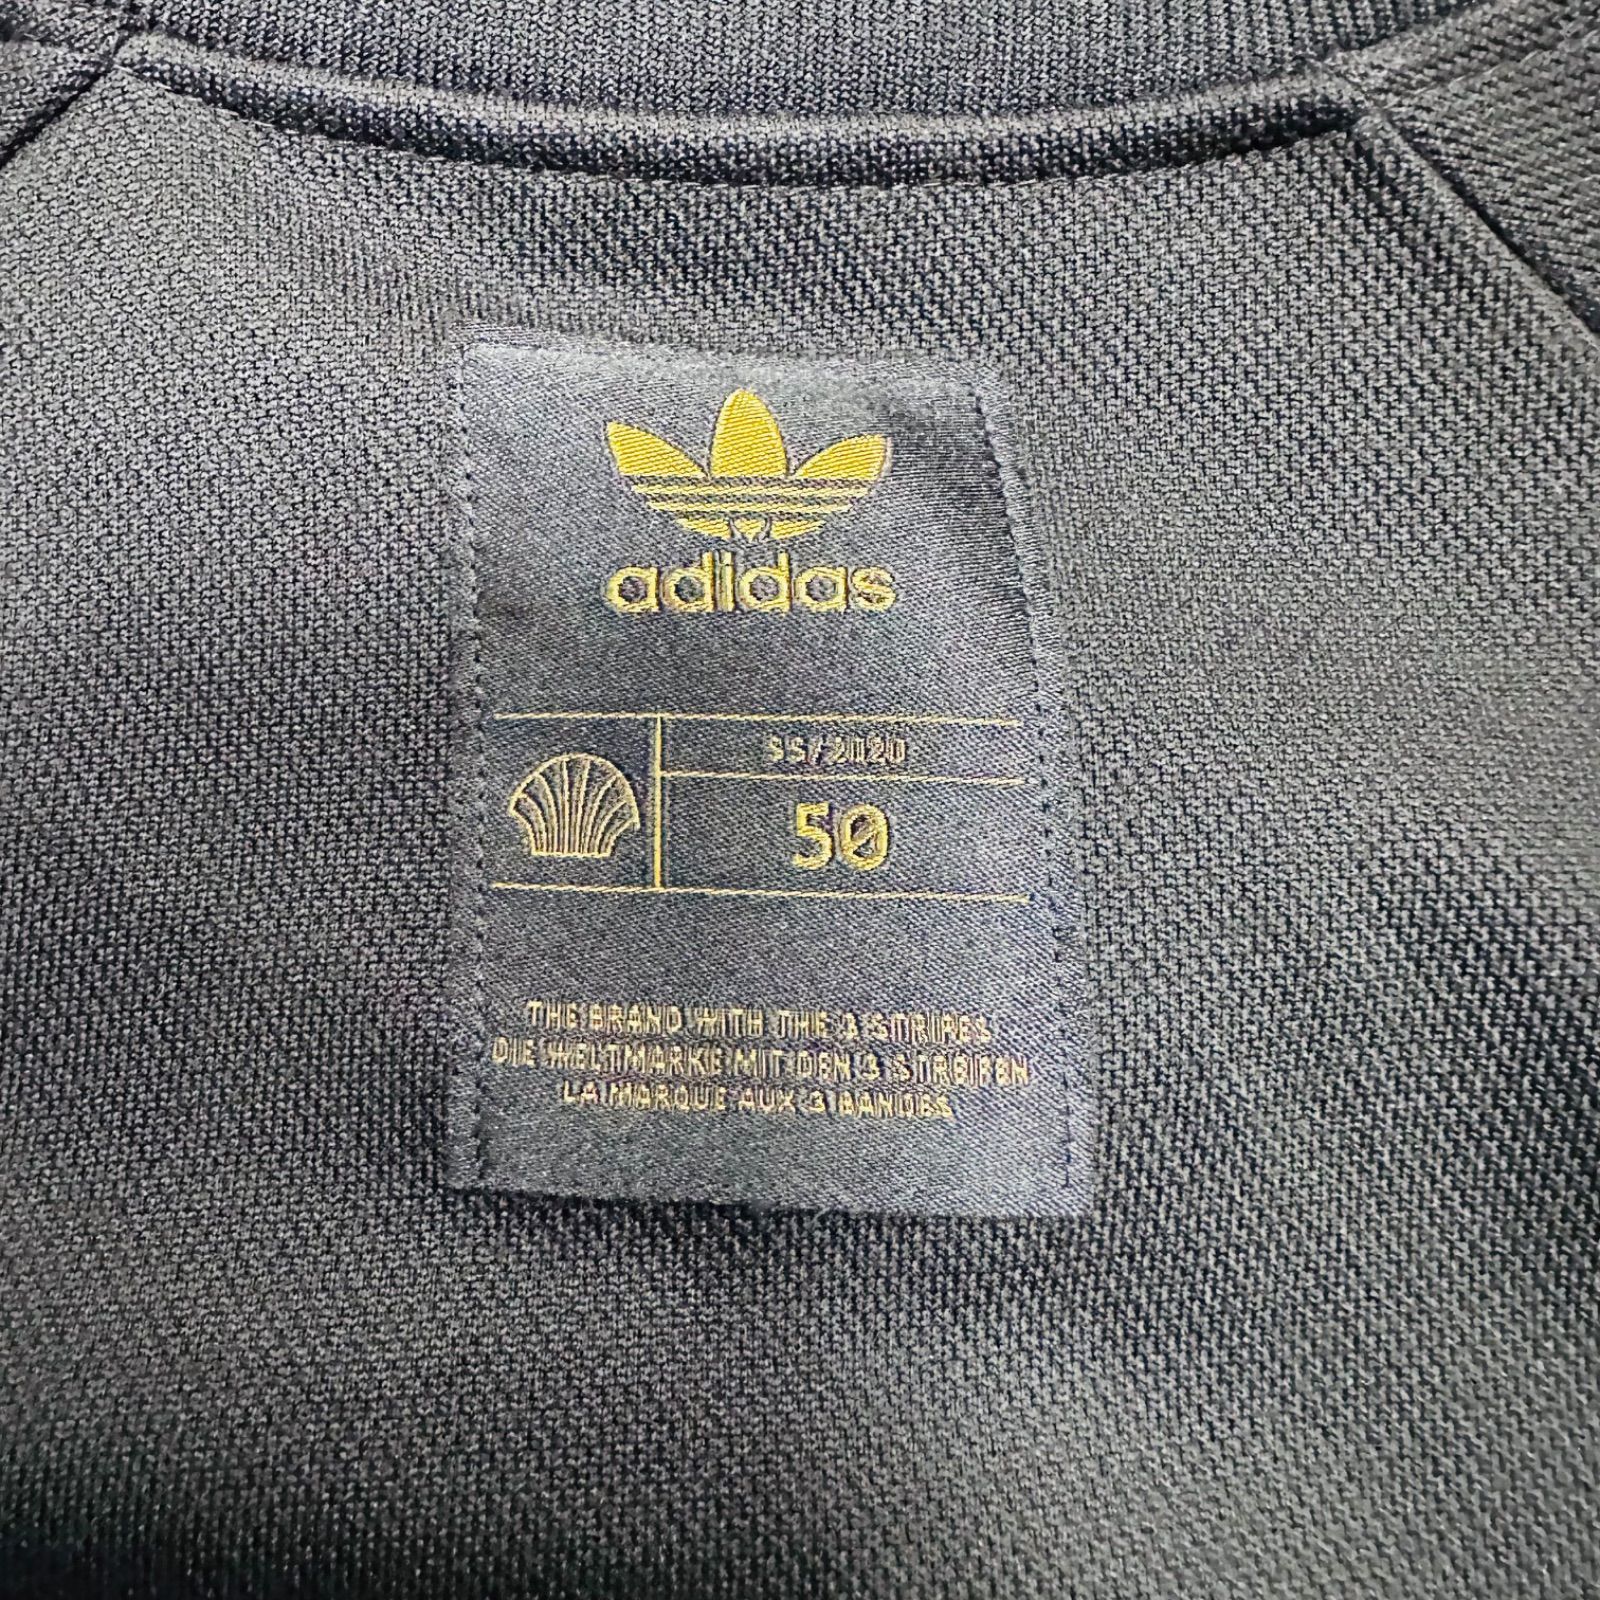 adidas
SS/2020
50
THE BRAND WITH THE 3 STRIPES
DIE WELTMARKE MIT DEN 3 STREIFEN
LA MARQUE AUX 3 BANDES